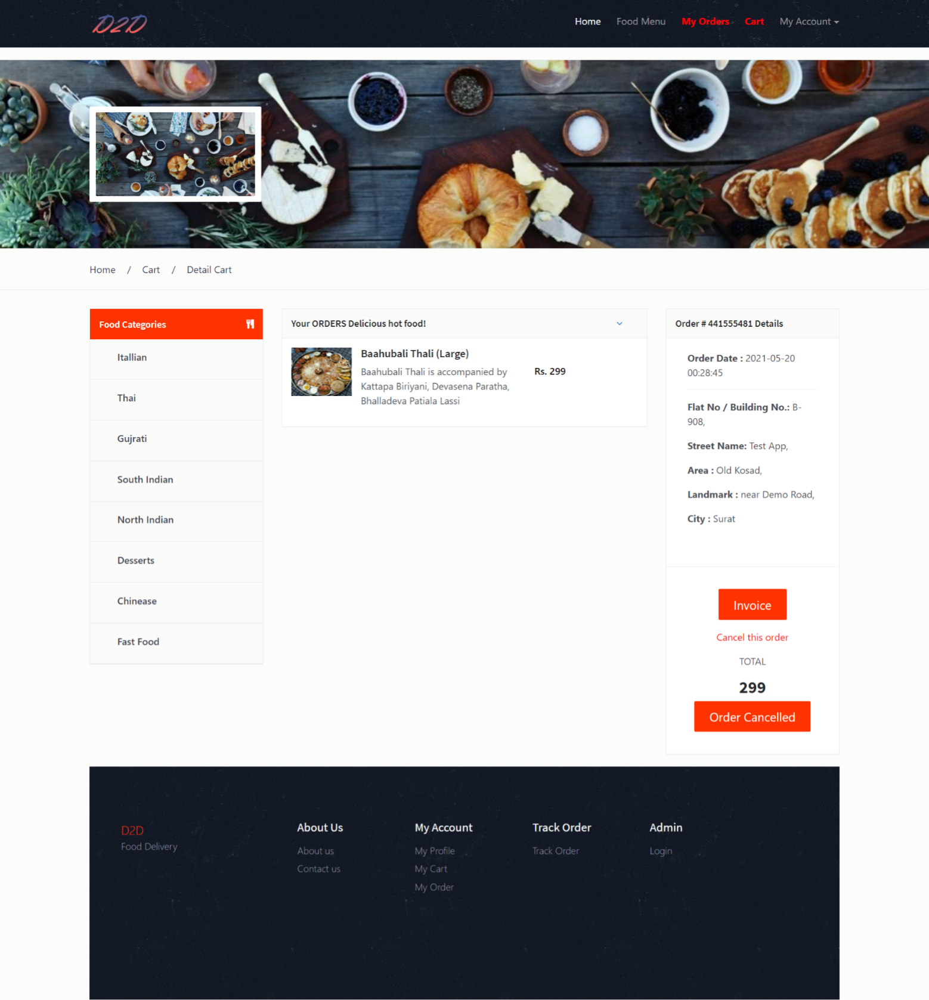 D2D
Home Food Menu My Orders Cart My Account
Home / Cart / Detail Cart
Food Categories
Itallian
Thai
Gujrati
South Indian
North Indian
Desserts
Chinease
Fast Food
Your ORDERS Delicious hot food!
Baahubali Thali (Large)
Baahubali Thali is accompanied by
Kattapa Biriyani, Devasena Paratha,
Bhalladeva Patiala Lassi
Rs. 299
Order # 441555481 Details
Order Date : 2021-05-20
00:28:45
Flat No / Building No.: B-
908,
Street Name: Test App,
Area : Old Kosad,
Landmark : near Demo Road,
City : Surat
Invoice
Cancel this order
TOTAL
299
Order Cancelled
D2D
Food Delivery
About Us
About us
Contact us
My Account
My Profile
My Cart
My Order
Track Order
Track Order
Admin
Login